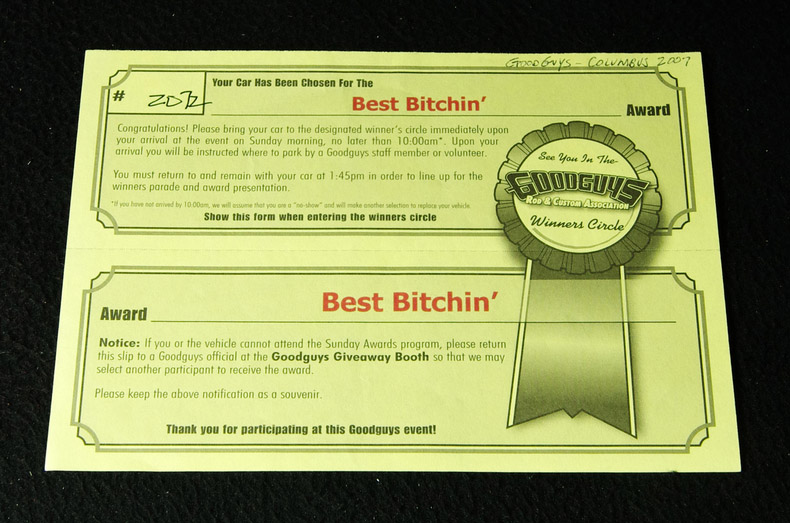 GOODGUYS - COLUMBUS 2007
#
Your Car Has Been Chosen For The
Best Bitchin'
Award
Congratulations! Please bring your car to the designated winner's circle immediately upon
your arrival at the event on Sunday morning, no later than 10:00am*. Upon your
arrival you will be instructed where to park by a Goodguys staff member or volunteer.
You must return to and remain with your car at 1:45pm in order to line up for the
winners parade and award presentation.
*If you have not arrived by 10:00am, we will assume that you are a "no-show" and will make another selection to replace your vehicle.
Show this form when entering the winners circle
See You In The
GOODGUYS
ROD & CUSTOM ASSOCIATION
Winners Circle
Award
Best Bitchin'
Notice: If you or the vehicle cannot attend the Sunday Awards program, please return
this slip to a Goodguys official at the Goodguys Giveaway Booth so that we may
select another participant to receive the award.
Please keep the above notification as a souvenir.
Thank you for participating at this Goodguys event!